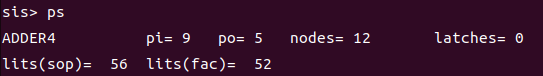 sis> ps
ADDER4 pi= 9 po= 5 nodes= 12 latches= 0
lits(sop)= 56 lits(fac)= 52